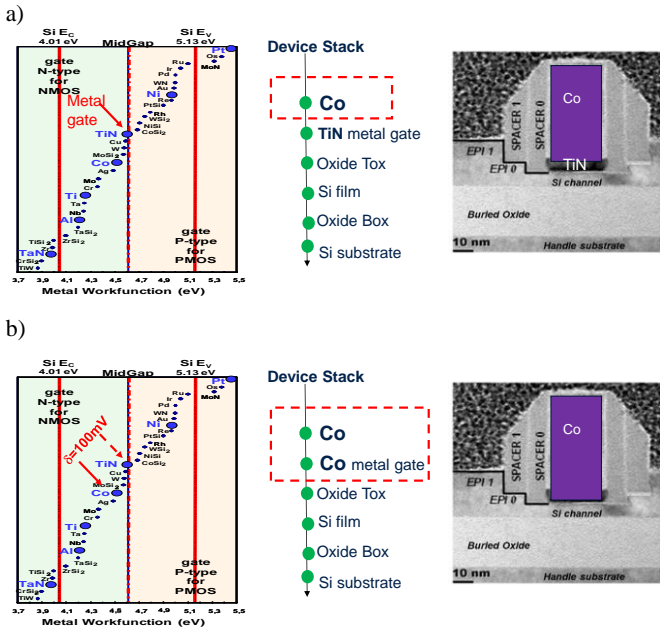 a)
Si E_C
4.01 eV
MidGap
Si E_V
5.13 eV
gate
N-type
for
NMOS
Pt
Os
MoN
Ru
Ir
Pd
WN
Au
Ni
Re
PtSi
Rh
WSi2
NiSi
CoSi2
Metal
gate
TiN
Cu
W
MoSi2
Co
Ag
Mo
Cr
Ti
Ta
Nb
Al
TaSi2
TiSi2
ZrSi2
Zr
TaN
CrSi2
TiW
gate
P-type
for
PMOS
3,7 3,9 4,1 4,3 4,5 4,7 4,9 5,1 5,3 5,5
Metal Workfunction (eV)
Device Stack
Co
TiN metal gate
Oxide Tox
Si film
Oxide Box
Si substrate
Co
SPACER 1
SPACER 0
EPI 1
EPI 0
TiN
Si channel
Buried Oxide
10 nm
Handle substrate
b)
Si E_C
4.01 eV
MidGap
Si E_V
5.13 eV
gate
N-type
for
NMOS
Pt
Os
MoN
Ru
Ir
Pd
WN
Au
Ni
Re
PtSi
Rh
WSi2
NiSi
CoSi2
δ=100mV
TiN
Cu
W
MoSi2
Co
Ag
Mo
Cr
Ti
Ta
Nb
Al
TaSi2
TiSi2
ZrSi2
Zr
TaN
CrSi2
TiW
gate
P-type
for
PMOS
3,7 3,9 4,1 4,3 4,5 4,7 4,9 5,1 5,3 5,5
Metal Workfunction (eV)
Device Stack
Co
Co metal gate
Oxide Tox
Si film
Oxide Box
Si substrate
Co
SPACER 1
SPACER 0
EPI 1
EPI 0
Si channel
Buried Oxide
10 nm
Handle substrate